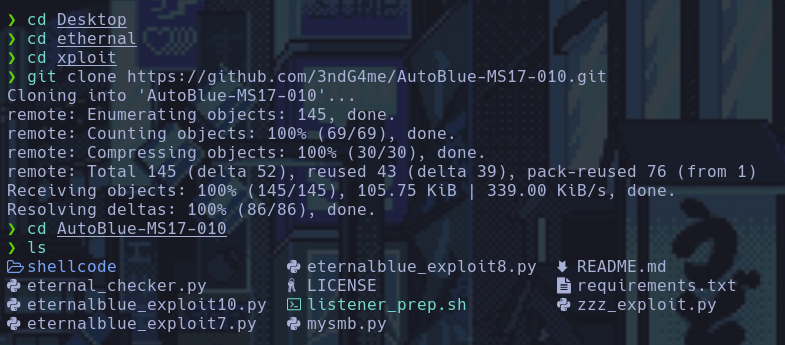 ❯ cd Desktop
❯ cd ethernal
❯ cd xploit
❯ git clone https://github.com/3ndG4me/AutoBlue-MS17-010.git
Cloning into 'AutoBlue-MS17-010'...
remote: Enumerating objects: 145, done.
remote: Counting objects: 100% (69/69), done.
remote: Compressing objects: 100% (30/30), done.
remote: Total 145 (delta 52), reused 43 (delta 39), pack-reused 76 (from 1)
Receiving objects: 100% (145/145), 105.75 KiB | 339.00 KiB/s, done.
Resolving deltas: 100% (86/86), done.
❯ cd AutoBlue-MS17-010
❯ ls
shellcode eternalblue_exploit8.py README.md
eternal_checker.py LICENSE requirements.txt
eternalblue_exploit10.py listener_prep.sh zzz_exploit.py
eternalblue_exploit7.py mysmb.py